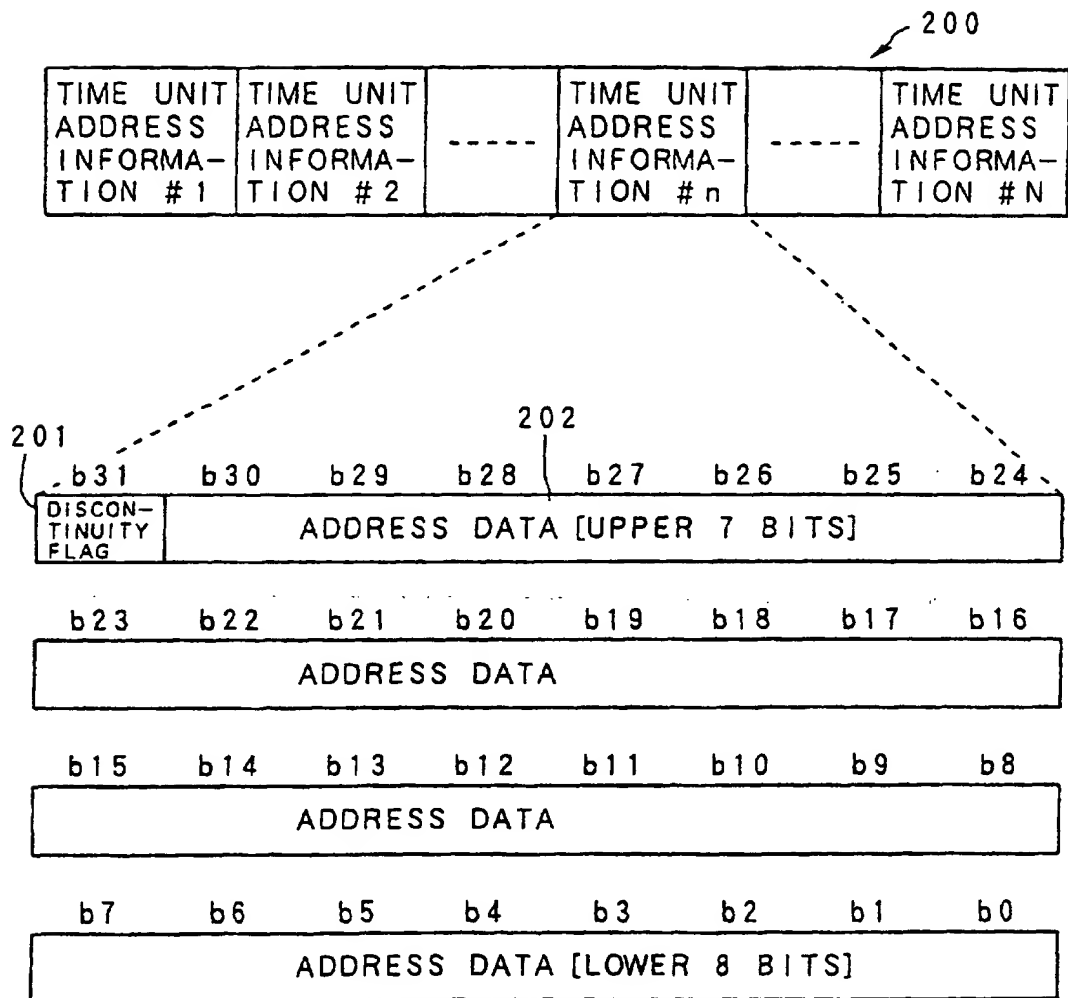 200
TIME UNIT ADDRESS INFORMA- TION #1
TIME UNIT ADDRESS INFORMA- TION #2
TIME UNIT ADDRESS INFORMA- TION #n
TIME UNIT ADDRESS INFORMA- TION #N
201
202
b31 b30 b29 b28 b27 b26 b25 b24
DISCON-
TINUITY
FLAG
ADDRESS DATA [UPPER 7 BITS]
b23 b22 b21 b20 b19 b18 b17 b16
ADDRESS DATA
b15 b14 b13 b12 b11 b10 b9 b8
ADDRESS DATA
b7 b6 b5 b4 b3 b2 b1 b0
ADDRESS DATA [LOWER 8 BITS]